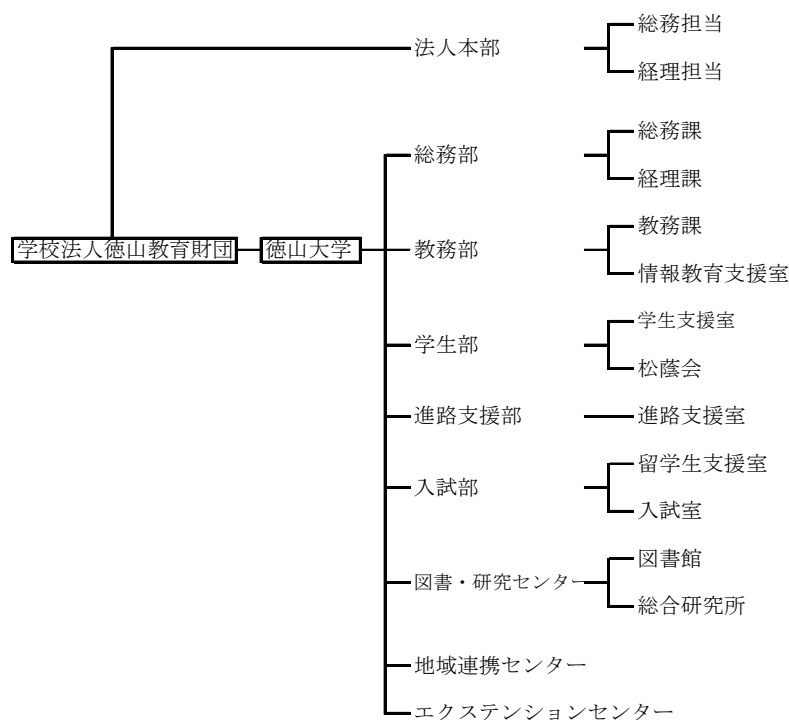 総務担当
法人本部
経理担当
総務課
総務部
経理課
教務課
学校法人徳山教育財団
徳山大学
教務部
情報教育支援室
学生支援室
学生部
松蔭会
進路支援部
進路支援室
留学生支援室
入試部
入試室
図書館
図書・研究センター
総合研究所
地域連携センター
エクステンションセンター